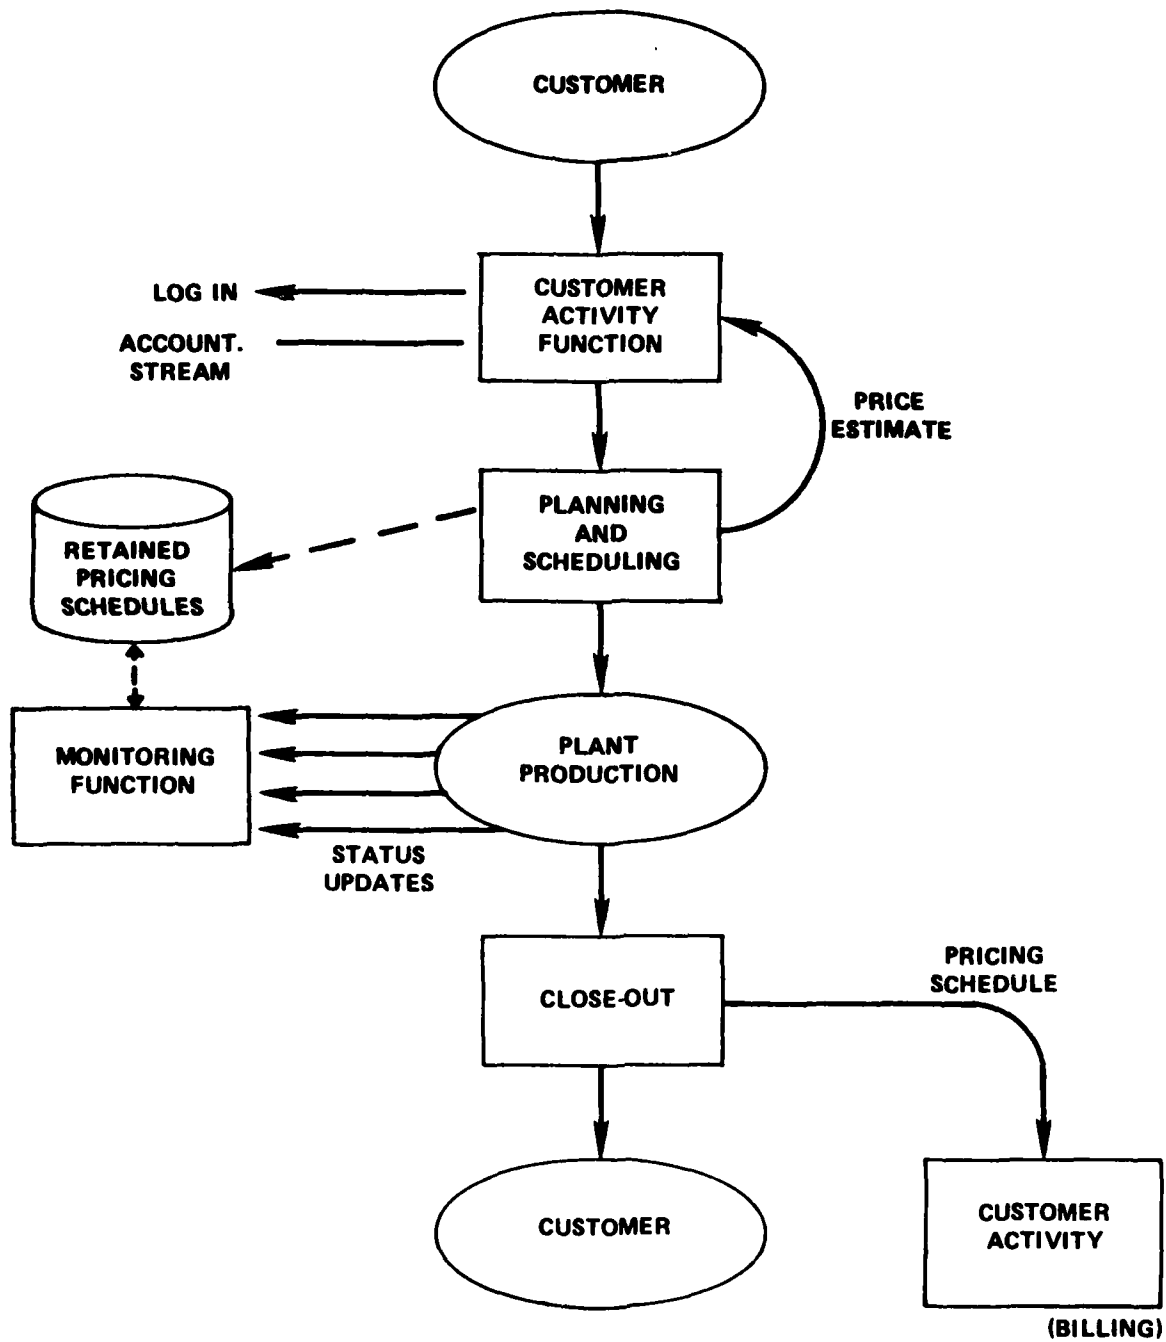 CUSTOMER
LOG IN
CUSTOMER
ACTIVITY
FUNCTION
ACCOUNT.
STREAM
PRICE
ESTIMATE
PLANNING
AND
SCHEDULING
RETAINED
PRICING
SCHEDULES
MONITORING
FUNCTION
PLANT
PRODUCTION
STATUS
UPDATES
CLOSE-OUT
PRICING
SCHEDULE
CUSTOMER
CUSTOMER
ACTIVITY
(BILLING)